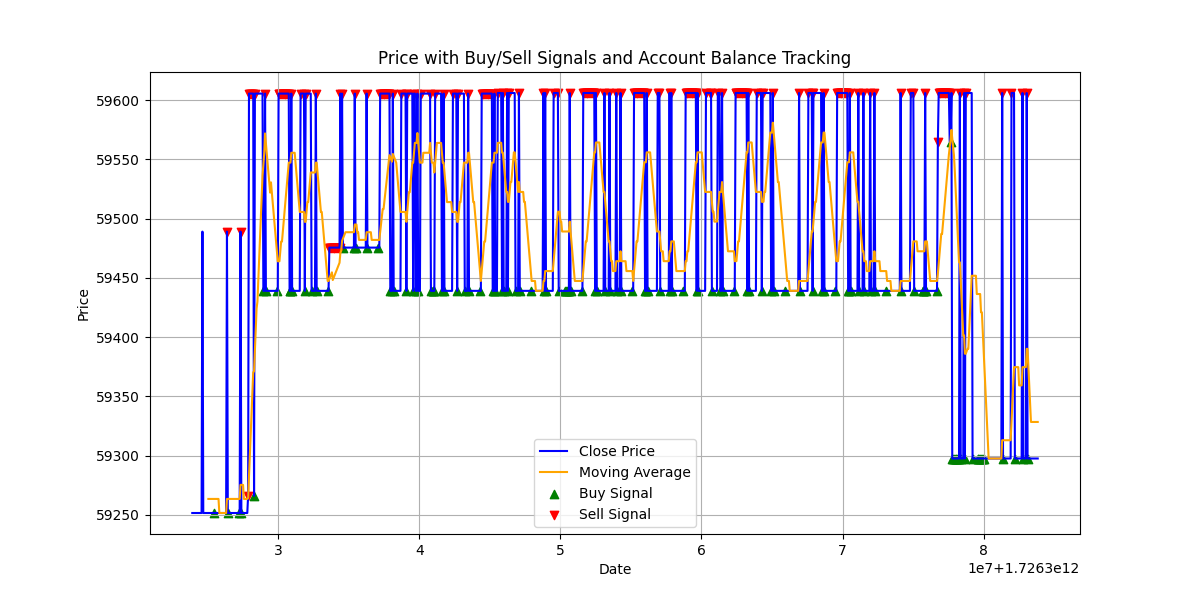 Price with Buy/Sell Signals and Account Balance Tracking
Price
59600
59550
59500
59450
59400
59350
59300
59250
Close Price
Moving Average
Buy Signal
Sell Signal
3 4 5 6 7 8
Date
1e7+1.7263e12